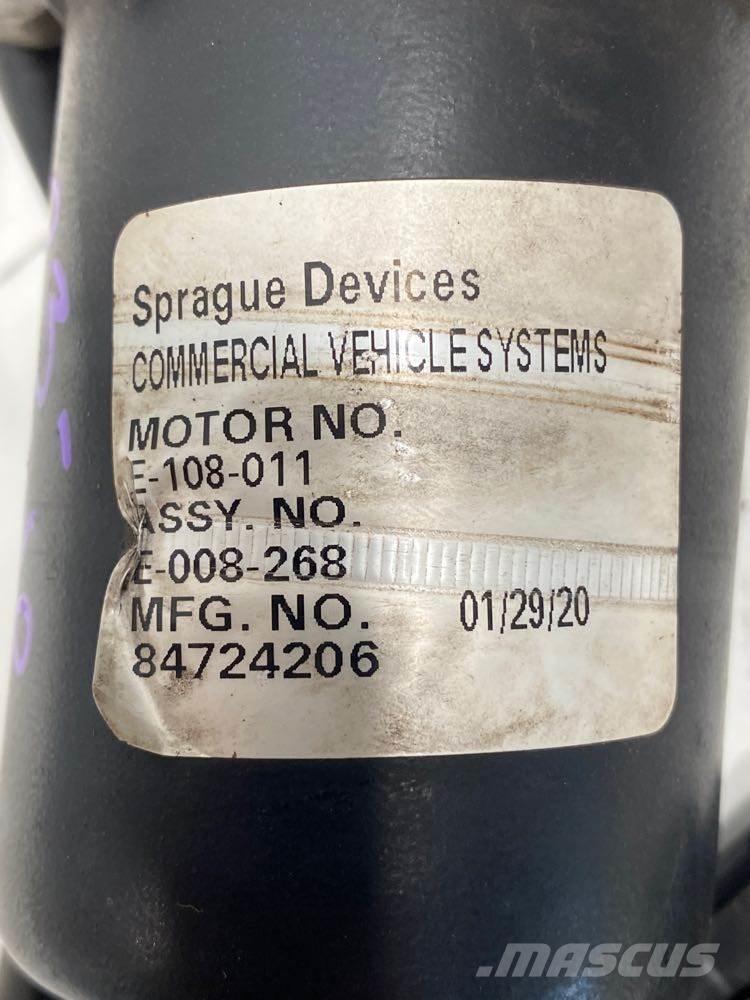 Sprague Devices
COMMERCIAL VEHICLE SYSTEMS
MOTOR NO.
E-108-011
ASSY. NO.
E-008-268
MFG. NO. 01/29/20
84724206
MASCUS